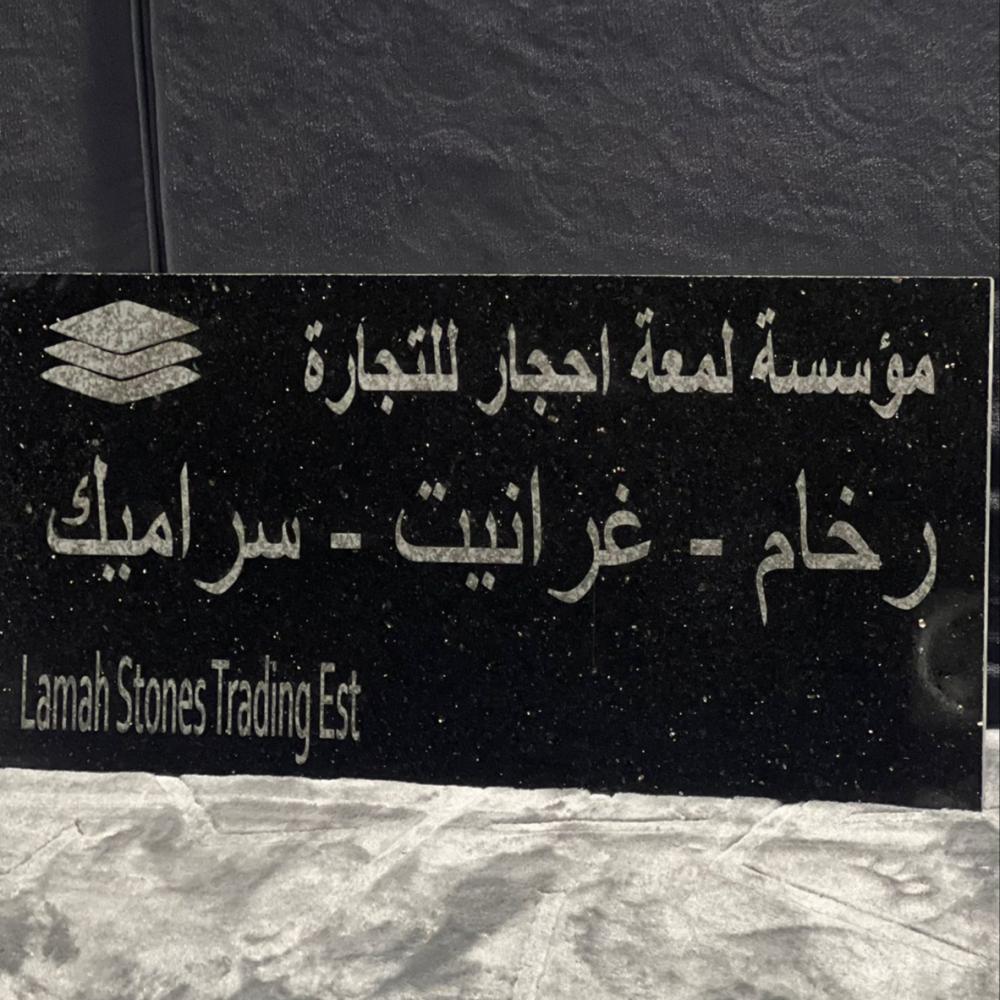 مؤسسة لمعة احجار للتجارة
رخام - غرانيت - سراميك
Lamah Stones Trading Est